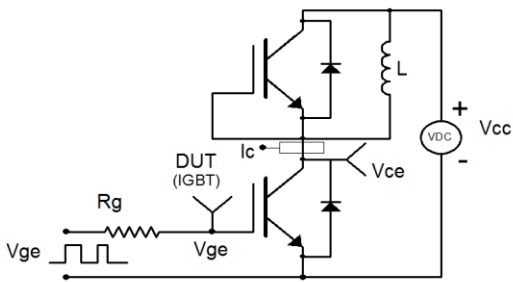 L
+
VDC
Vcc
-
Ic
DUT
(IGBT)
Vce
Rg
Vge
Vge